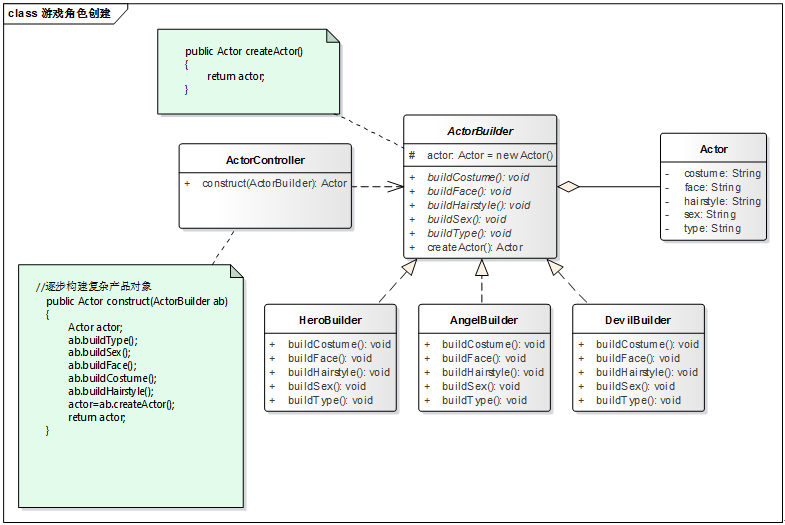 class 游戏角色创建
public Actor createActor()
{
return actor;
}
ActorBuilder
# actor: Actor = new Actor()
+ buildCostume(): void
+ buildFace(): void
+ buildHairstyle(): void
+ buildSex(): void
+ buildType(): void
+ createActor(): Actor
Actor
- costume: String
- face: String
- hairstyle: String
- sex: String
- type: String
ActorController
+ construct(ActorBuilder): Actor
//逐步构建复杂产品对象
public Actor construct(ActorBuilder ab)
{
Actor actor;
ab.buildType();
ab.buildSex();
ab.buildFace();
ab.buildCostume();
ab.buildHairstyle();
actor=ab.createActor();
return actor;
}
HeroBuilder
+ buildCostume(): void
+ buildFace(): void
+ buildHairstyle(): void
+ buildSex(): void
+ buildType(): void
AngelBuilder
+ buildCostume(): void
+ buildFace(): void
+ buildHairstyle(): void
+ buildSex(): void
+ buildType(): void
DevilBuilder
+ buildCostume(): void
+ buildFace(): void
+ buildHairstyle(): void
+ buildSex(): void
+ buildType(): void